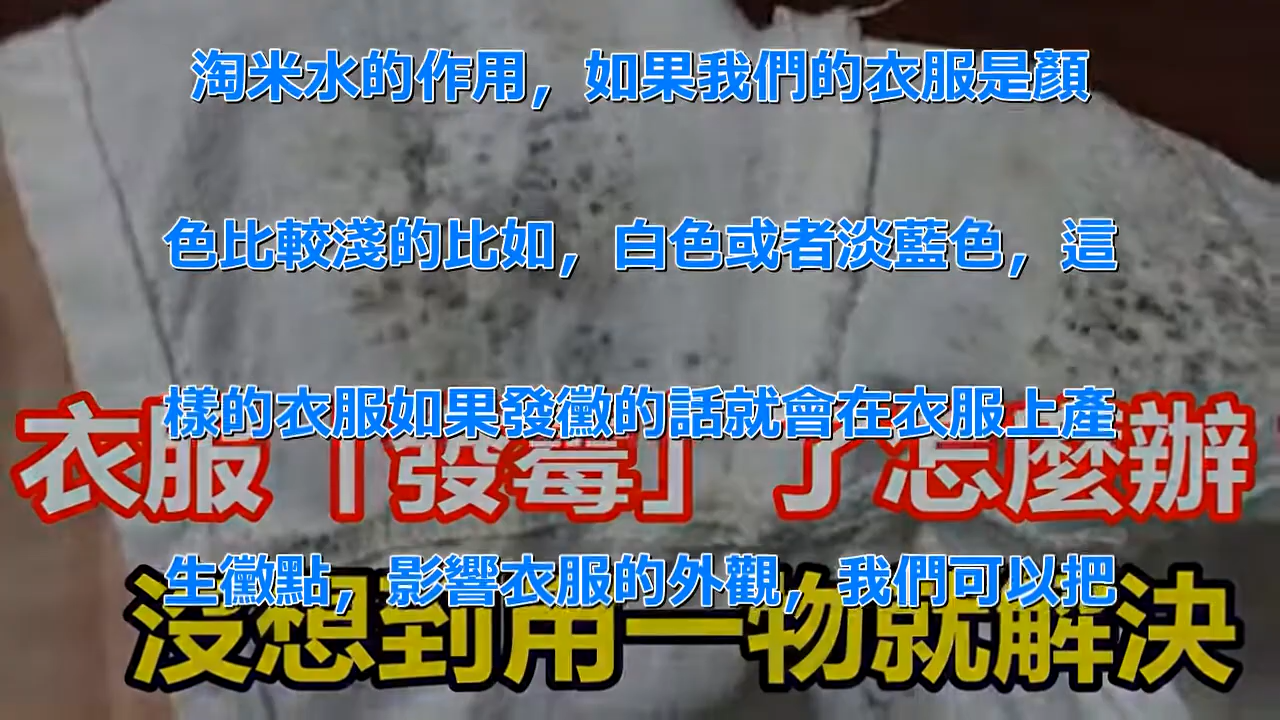 淘米水的作用，如果我們的衣服是顏
色比較淺的比如，白色或者淡藍色，這
樣的衣服如果發黴的話就會在衣服上產
衣服「發霉」了怎麼辦
生黴點，影響衣服的外觀，我們可以把
沒想到用一物就解決